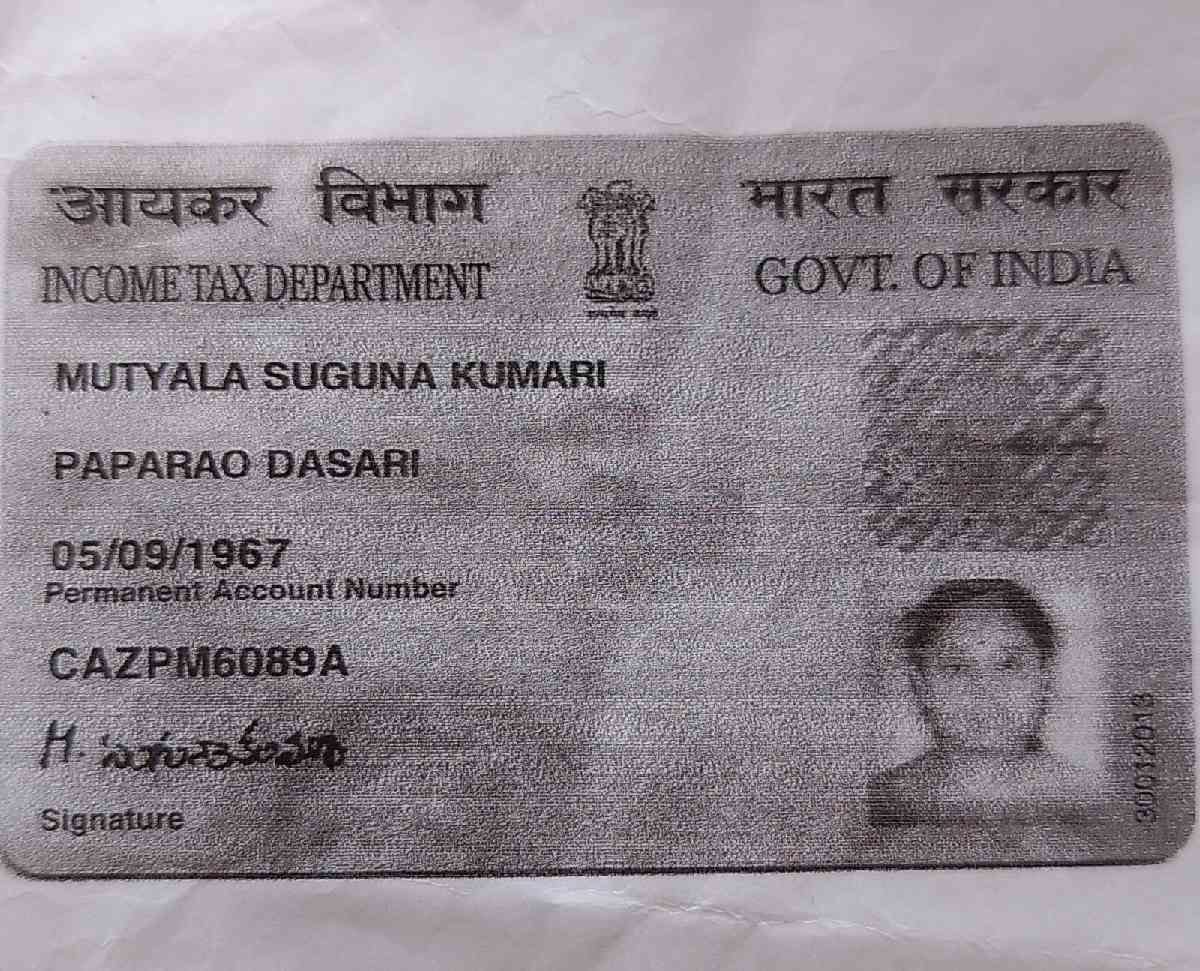 आयकर विभाग
भारत सरकार
INCOME TAX DEPARTMENT
GOVT. OF INDIA
MUTYALA SUGUNA KUMARI
PAPARAO DASARI
05/09/1967
Permanent Account Number
CAZPM6089A
M. సుగుణకుమారి
Signature
30012013